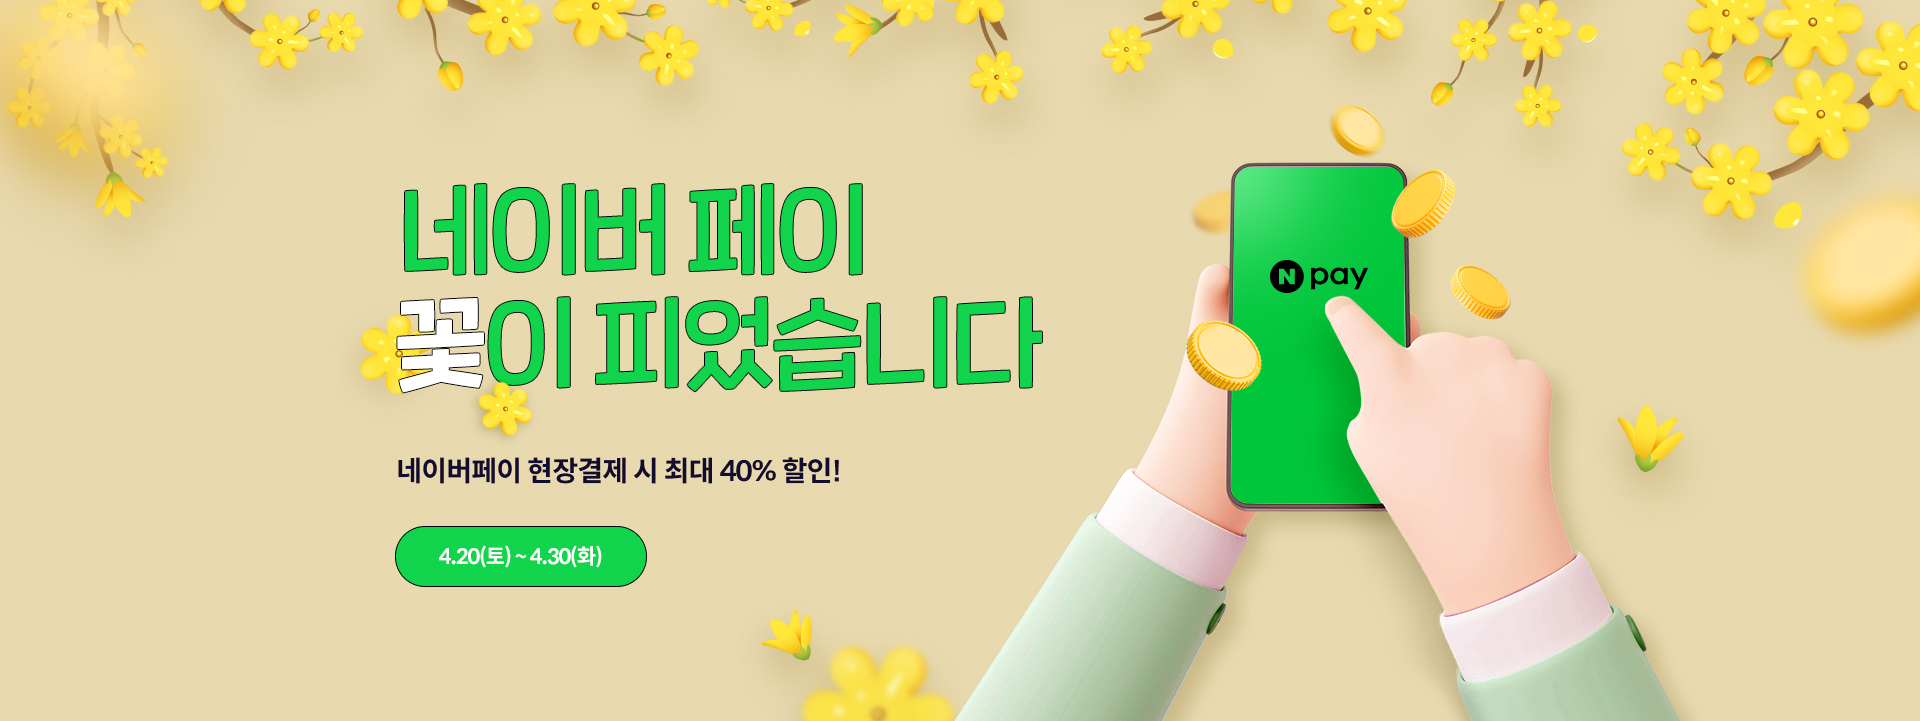 네이버 페이
꽃이 피었습니다
네이버페이 현장결제 시 최대 40% 할인!
4.20(토) ~ 4.30(화)
N pay